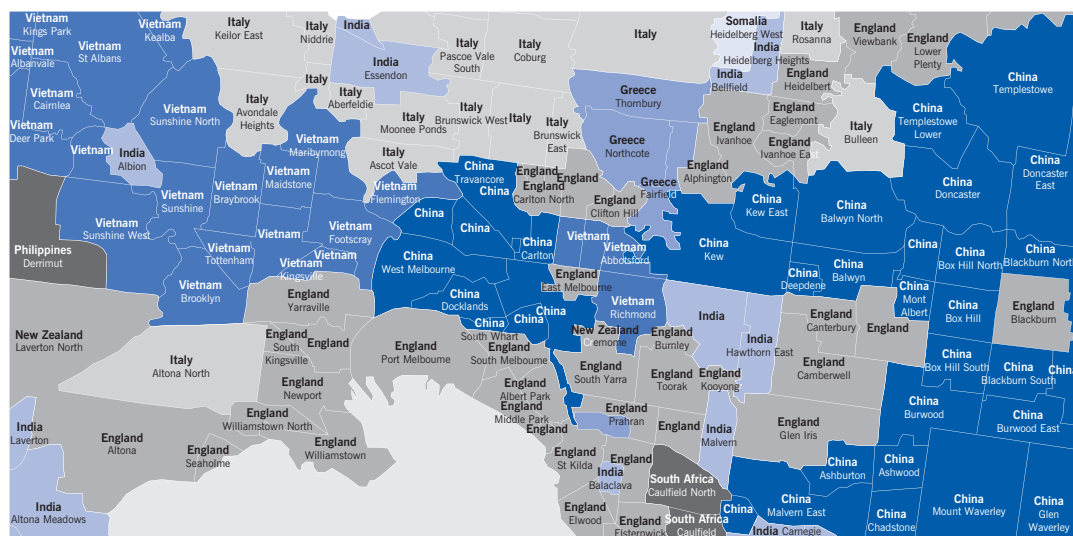 Vietnam
Kings Park
Vietnam
Kealba
Italy
Keilor East
Italy
Niddrie
India
Italy
Pascoe Vale
South
Italy
Coburg
Italy
Somalia
Heidelberg West
Italy
Rosanna
England
Viewbank
England
Lower
Plenty
Vietnam
Albanvale
Vietnam
St Albans
India
Essendon
India
Heidelberg Heights
India
Bellfield
England
Heidelbert
China
Templestowe
Vietnam
Cairnlea
Vietnam
Sunshine North
Italy
Avondale
Heights
Italy
Italy
Aberfeldie
Greece
Thornbury
England
Eaglemont
China
Templestowe
Lower
Vietnam
Deer Park
Vietnam
Maribyrnong
Italy
Moonee Ponds
Italy
Brunswick West
Italy
Italy
Brunswick
East
Greece
Northcote
England
Ivanhoe
England
Ivanhoe East
Italy
Bulleen
Vietnam
India
Albion
Italy
Ascot Vale
China
Travancore
England
England
England
Alphington
China
Doncaster
China
Doncaster
East
Vietnam
Sunshine
Vietnam
Braybrook
Vietnam
Maidstone
Vietnam
Flemington
China
England
Carlton North
England
Clifton Hill
Greece
Fairfield
China
Kew East
China
Balwyn North
Vietnam
Sunshine West
Vietnam
Vietnam
Footscray
China
China
China
Carlton
Vietnam
Vietnam
Abbotsford
China
Kew
China
China
Box Hill North
China
Blackburn Nort
Philippines
Derrimut
Vietnam
Tottenham
Vietnam
Kingsville
Vietnam
China
West Melbourne
England
East Melbourne
China
Deepdene
China
Balwyn
Vietnam
Brooklyn
England
Yarraville
China
Docklands
China
China
Vietnam
Richmond
India
China
Mont
Albert
China
Box Hill
England
Blackburn
New Zealand
Laverton North
England
South
Kingsville
England
England
Port Melbourne
China
South Wharf
England
South Melbourne
New Zealand
Cremorne
England
Burnley
India
Hawthorn East
England
Canterbury
England
Italy
Altona North
England
Newport
England
Albert Park
England
South Yarra
England
Toorak
England
Kooyong
England
Camberwell
China
Box Hill South
China
Blackburn South
China
India
Laverton
England
Altona
England
Williamstown North
England
Middle Park
England
England
Prahran
England
India
Malvern
England
Glen Iris
China
Burwood
China
Burwood East
England
Seaholme
England
Williamstown
England
St Kilda
England
India
Balaclava
South Africa
Caulfield North
China
Ashburton
China
Ashwood
India
Altona Meadows
England
Elwood
England
Elsternwick
South Africa
Caulfield
China
China
Malvern East
India
Carnegie
China
Chadstone
China
Mount Waverley
China
Glen
Waverley